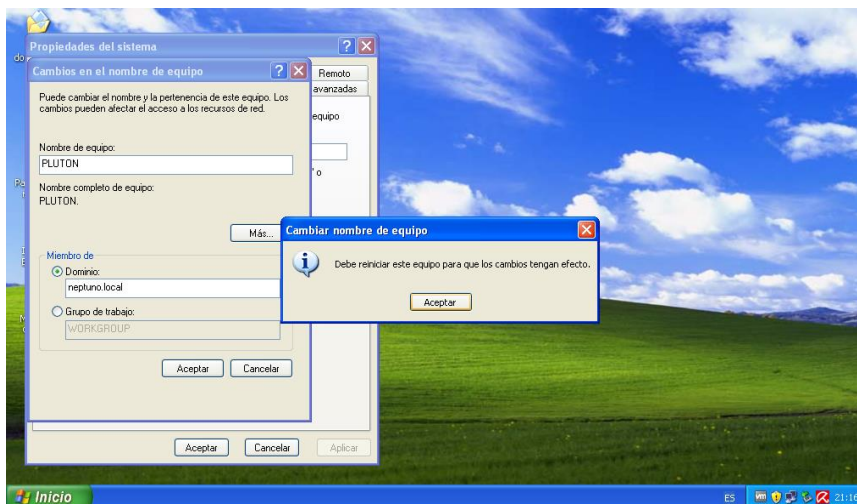 Propiedades del sistema
Cambios en el nombre de equipo
Remoto
avanzadas
Puede cambiar el nombre y la pertenencia de este equipo. Los
cambios pueden afectar el acceso a los recursos de red.
equipo
Nombre de equipo:
PLUTON
" o
Nombre completo de equipo:
PLUTON.
Más...
Miembro de
Dominio:
neptuno.local
Grupo de trabajo:
WORKGROUP
Aceptar Cancelar
Cambiar nombre de equipo
Debe reiniciar este equipo para que los cambios tengan efecto.
Aceptar
Aceptar Cancelar Aplicar
Inicio
ES
21:16